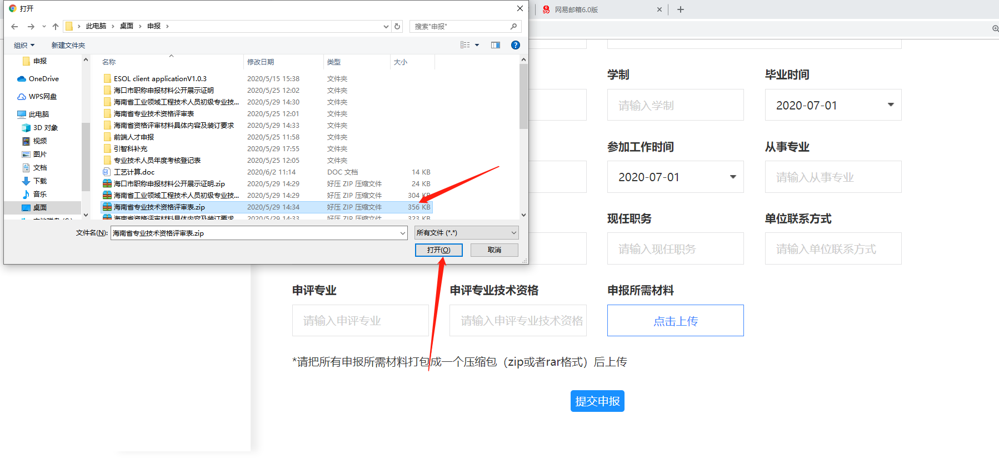 打开
网易邮箱6.0版
此电脑 > 桌面 > 申报 >
搜索"申报"
组织
新建文件夹
申报
OneDrive
WPS网盘
此电脑
3D 对象
视频
图片
文档
下载
音乐
桌面
名称 修改日期 类型 大小
ESOL client applicationV1.0.3 2020/5/15 15:38 文件夹
海口市职称申报材料公开展示证明 2020/5/25 12:02 文件夹
海南省工业领域工程技术人员初级专业技... 2020/5/29 14:30 文件夹
海南省专业技术资格评审表 2020/5/25 12:01 文件夹
海南省资格评审材料具体内容及装订要求 2020/5/29 14:33 文件夹
前端人才申报 2020/5/25 11:58 文件夹
引智科补充 2020/5/29 17:55 文件夹
专业技术人员年度考核登记表 2020/5/25 12:05 文件夹
工艺计算.doc 2020/6/2 11:14 DOC 文档 14 KB
海口市职称申报材料公开展示证明.zip 2020/5/29 14:29 好压 ZIP 压缩文件 24 KB
海南省工业领域工程技术人员初级专业技... 2020/5/29 14:29 好压 ZIP 压缩文件 304 KB
海南省专业技术资格评审表.zip 2020/5/29 14:34 好压 ZIP 压缩文件 356 KB
海南省资格评审材料具体内容及装订要求 2020/5/29 14:33 好压 ZIP 压缩文件 323 KB
文件名(N): 海南省专业技术资格评审表.zip
所有文件 (*.*)
打开(O)
取消
学制
毕业时间
请输入学制
2020-07-01
参加工作时间
从事专业
2020-07-01
请输入从事专业
现任职务
单位联系方式
请输入现任职务
请输入单位联系方式
申评专业
申评专业技术资格
申报所需材料
请输入申评专业
请输入申评专业技术资格
点击上传
*请把所有申报所需材料打包成一个压缩包（zip或者rar格式）后上传
提交申报